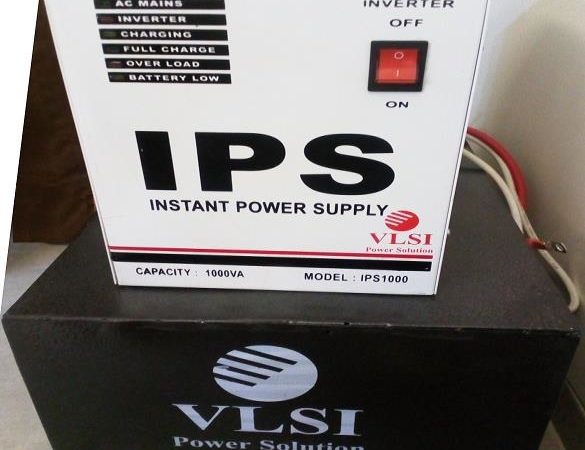 AC MAINS
INVERTER
CHARGING
FULL CHARGE
OVER LOAD
BATTERY LOW
INVERTER
OFF
O
I
ON
IPS
INSTANT POWER SUPPLY
VLSI
Power Solution
CAPACITY : 1000VA MODEL : IPS1000
VLSI
Power Solution